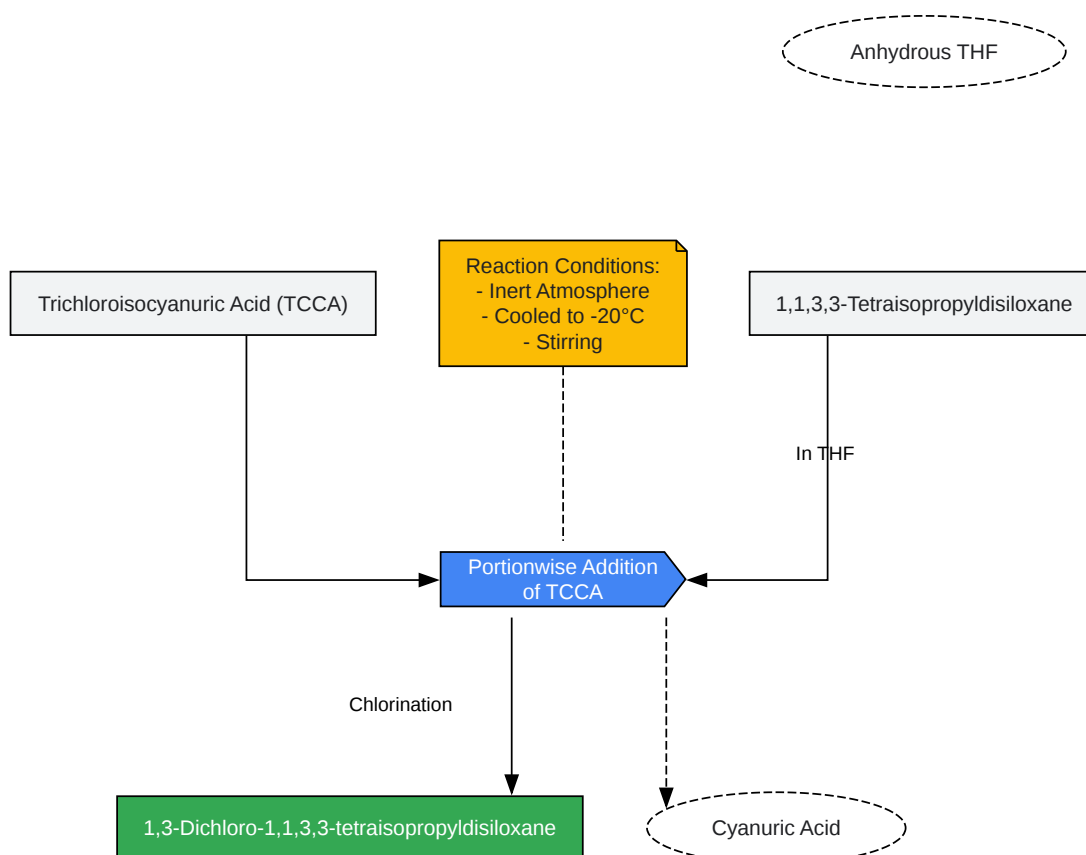 Anhydrous THF
Trichloroisocyanuric Acid (TCCA)
Reaction Conditions:
- Inert Atmosphere
- Cooled to -20°C
- Stirring
1,1,3,3-Tetraisopropyldisiloxane
In THF
Portionwise Addition
of TCCA
Chlorination
1,3-Dichloro-1,1,3,3-tetraisopropyldisiloxane
Cyanuric Acid